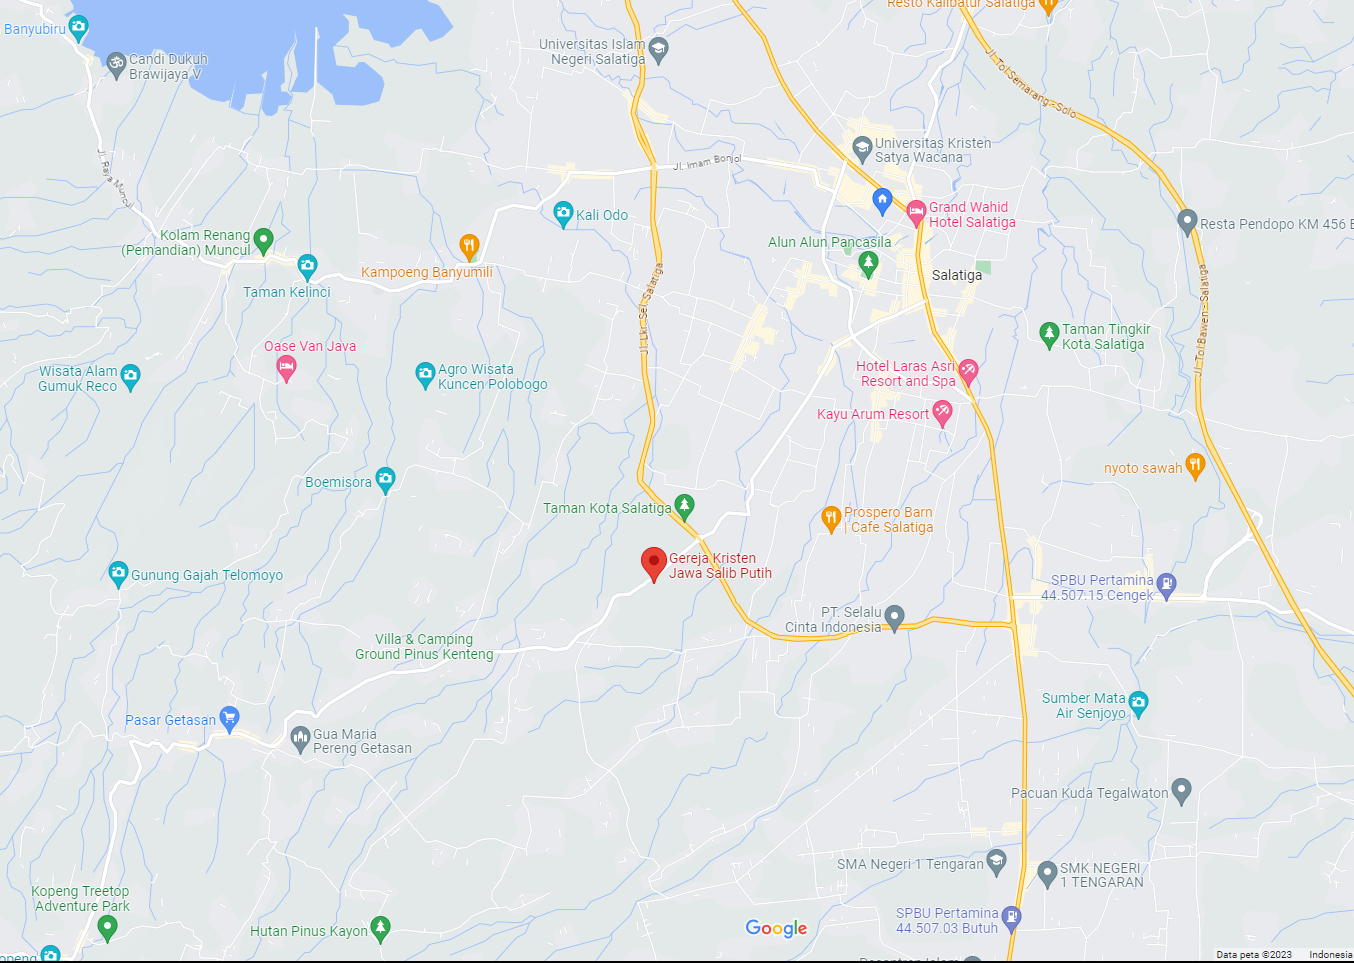 Resto Kalibatur Salatiga
Banyubiru
Candi Dukuh
Brawijaya V
Universitas Islam
Negeri Salatiga
Jl. Tol Semarang - Solo
Universitas Kristen
Satya Wacana
Jl. Imam Bonjol
Jl. Raya Muncul
Kali Odo
Grand Wahid
Hotel Salatiga
Resta Pendopo KM 456 B
Kolam Renang
(Pemandian) Muncul
Kampoeng Banyumili
Alun Alun Pancasila
Salatiga
Taman Kelinci
Jl. Lkr. Sel. Salatiga
Jl. Tol Bawen - Salatiga
Taman Tingkir
Kota Salatiga
Oase Van Java
Wisata Alam
Gumuk Reco
Agro Wisata
Kuncen Polobogo
Hotel Laras Asri
Resort and Spa
Kayu Arum Resort
nyoto sawah
Boemisora
Taman Kota Salatiga
Prospero Barn
| Cafe Salatiga
Gereja Kristen
Jawa Salib Putih
Gunung Gajah Telomoyo
SPBU Pertamina
44.507.15 Cengek
PT. Selalu
Cinta Indonesia
Villa & Camping
Ground Pinus Kenteng
Sumber Mata
Air Senjoyo
Pasar Getasan
Gua Maria
Pereng Getasan
Pacuan Kuda Tegalwaton
SMA Negeri 1 Tengaran
SMK NEGERI
1 TENGARAN
Kopeng Treetop
Adventure Park
SPBU Pertamina
44.507.03 Butuh
Hutan Pinus Kayon
Google
Data peta ©2023
Indonesia